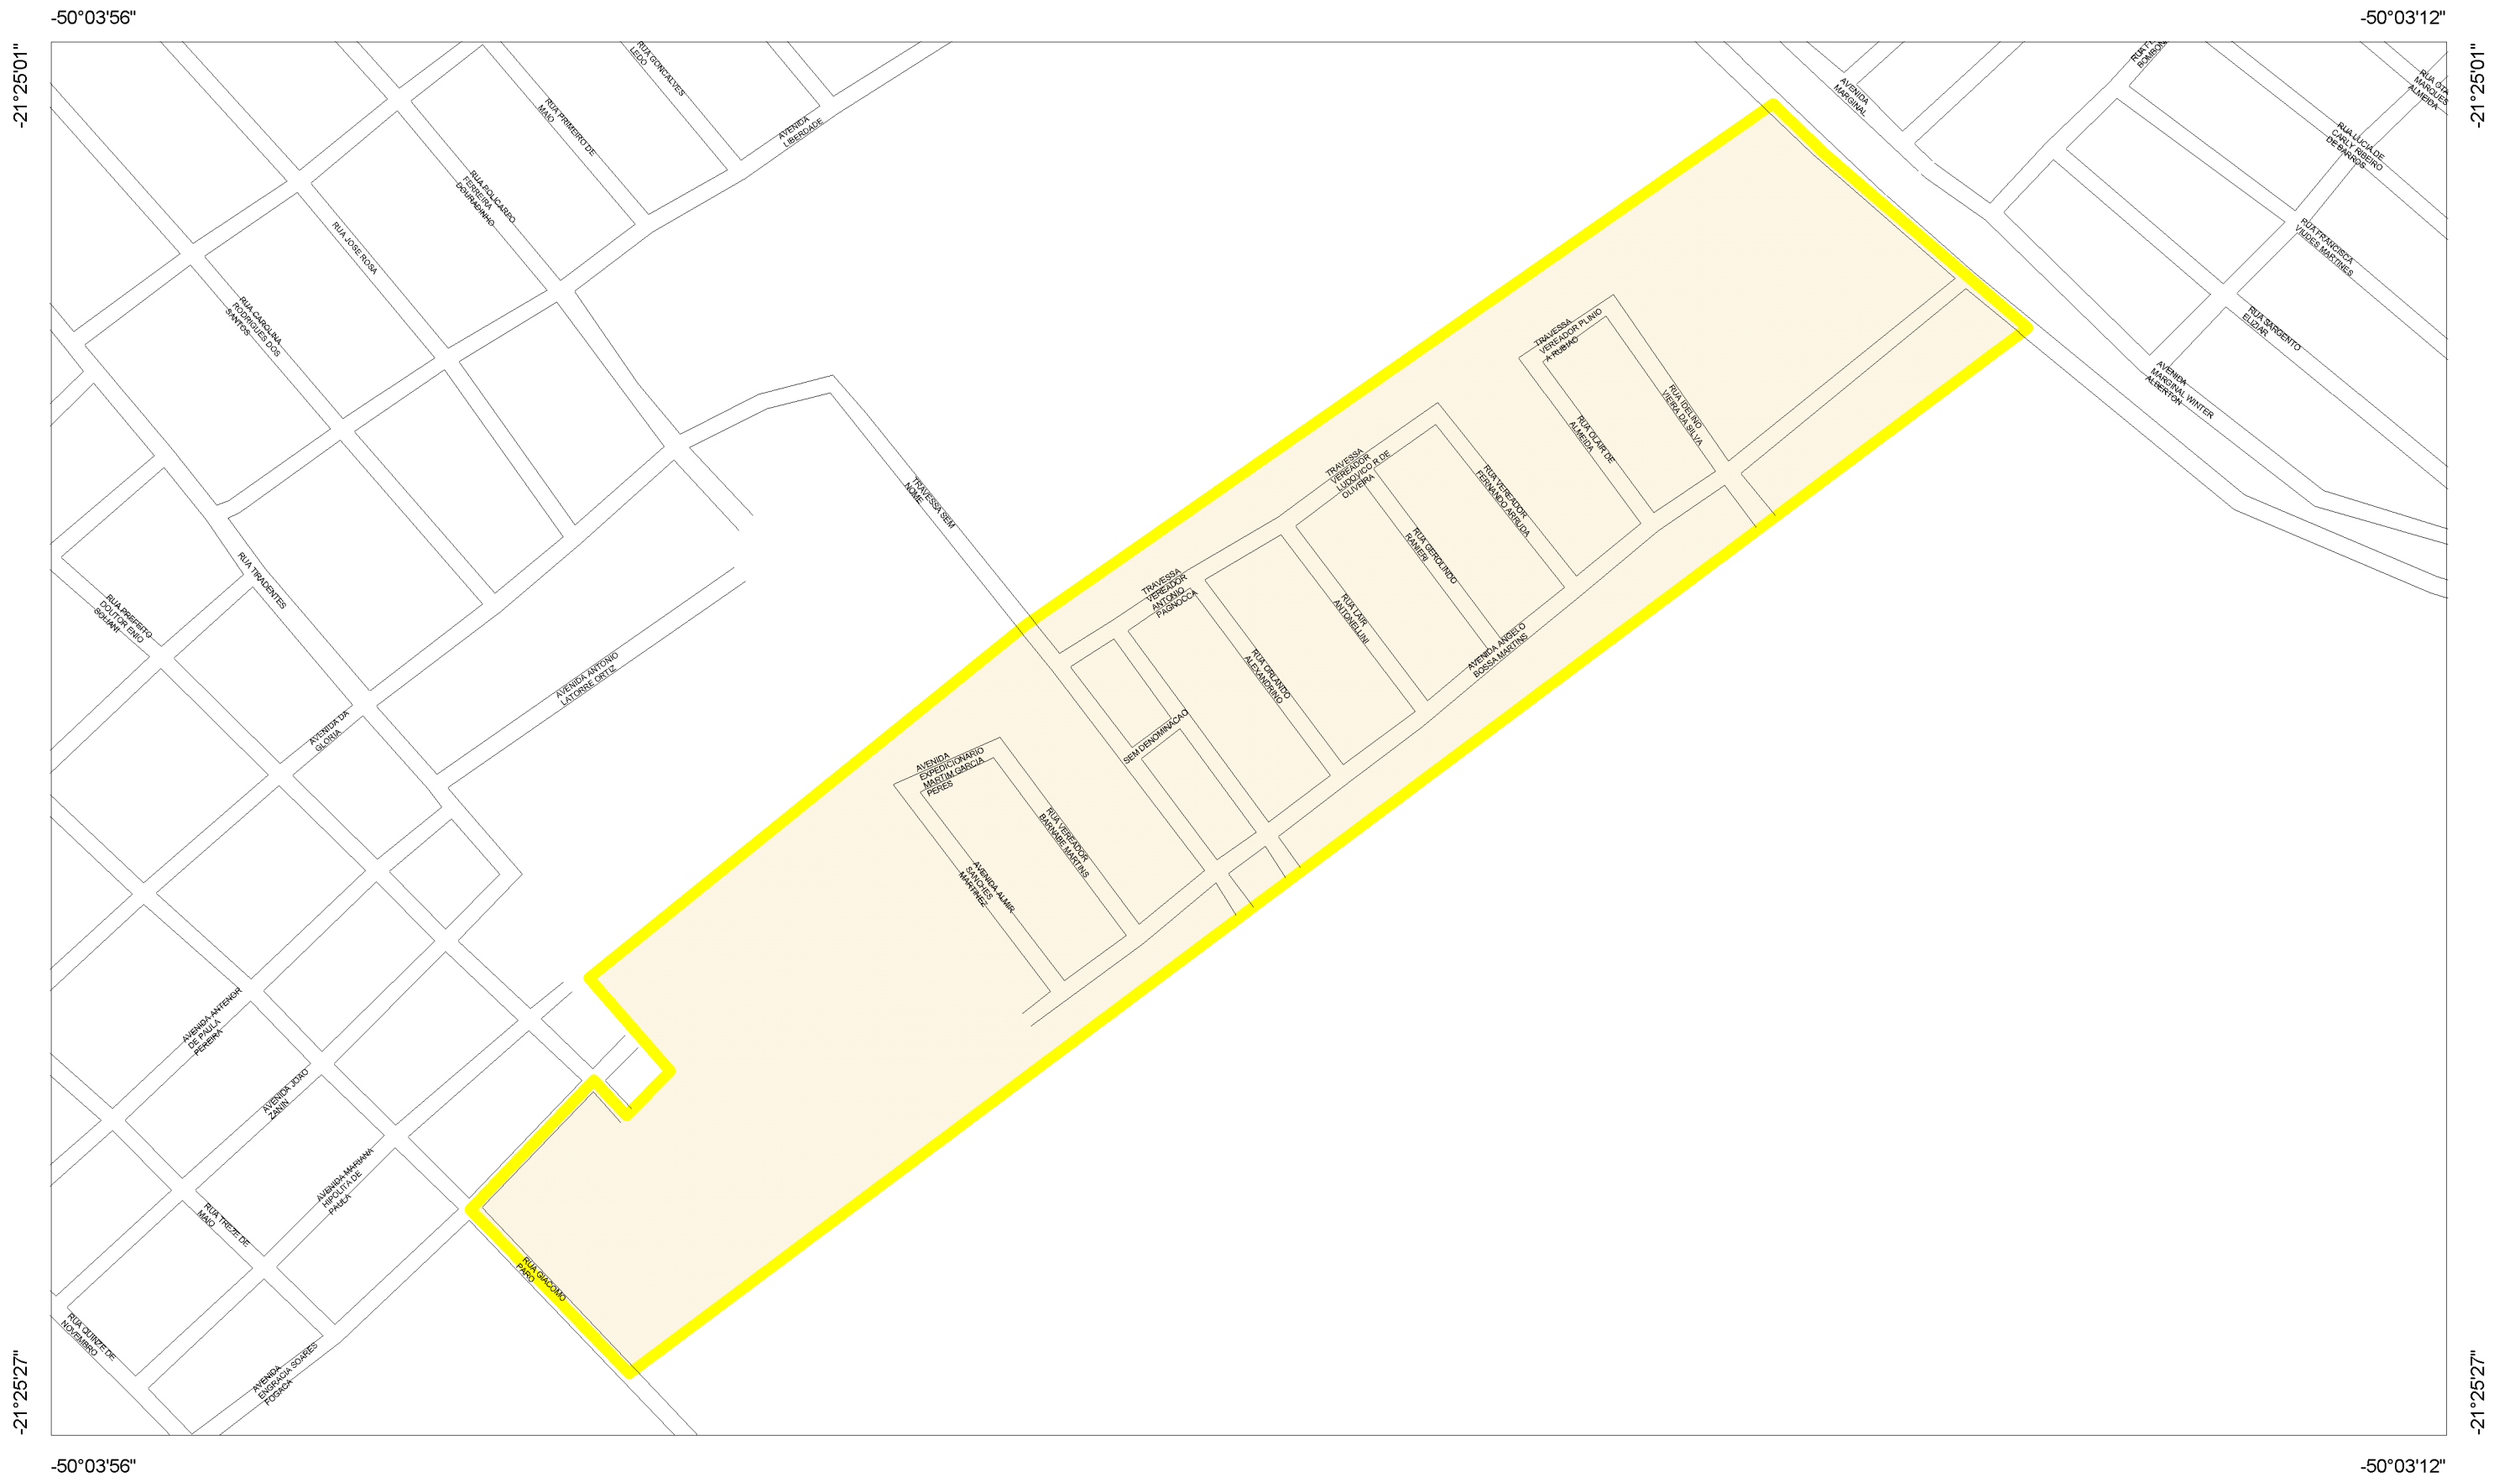 -50°03'56"
-50°03'12"
-21°25'01"
-21°25'01"
RUA GONCALVES
LEDO
RUA PRIMEIRO DE
MAIO
AVENIDA
LIBERDADE
RUA POLICARPO
FERREIRA
DOURADINHO
RUA JOSE ROSA
RUA CAROLINA
RODRIGUES DOS
SANTOS
AVENIDA
MARGINAL
BOMBONA
MARQUES
ALMEIDA
RUA LUCIA DE
CARLY RIBEIRO
DE BARROS
RUA FRANCISCA
VIUDES MARTINES
RUA SARGENTO
ELIZIAR
AVENIDA
MARGINAL WINTER
ALBERTON
TRAVESSA
VEREADOR PLINIO
A RUBIAO
RUA IDELINO
VIEIRA DA SILVA
RUA OLAIR DE
ALMEIDA
TRAVESSA
VEREADOR
LUDOVICO R DE
OLIVEIRA
RUA VEREADOR
FERNANDO ARRUDA
RUA GEROLINDO
RANIERI
TRAVESSA SEM
NOME
TRAVESSA
VEREADOR
ANTONIO
PAGNOCCA
RUA LAIR
ANTONELLINI
AVENIDA ANGELO
BOSSA MARTINS
RUA ORLANDO
ALEXANDRINO
SEM DENOMINACAO
RUA TIRADENTES
RUA PREFEITO
DOUTOR ENIO
BOLIANI
AVENIDA ANTONIO
LATORRE ORTIZ
AVENIDA DA
GLORIA
AVENIDA
EXPEDICIONARIO
MARTIM GARCIA
PERES
RUA VEREADOR
BARNABE MARTINS
AVENIDA ALMIR
SANCHES
MARTINEZ
AVENIDA ANTENOR
DE PAULA
PEREIRA
AVENIDA JOAO
ZANIN
AVENIDA MARIANA
HIPOLITA DE
PAULA
RUA TREZE DE
MAIO
RUA GIACOMO
PARO
RUA QUINZE DE
NOVEMBRO
AVENIDA
ENGRACIA SOARES
FOGACA
-21°25'27"
-21°25'27"
-50°03'56"
-50°03'12"